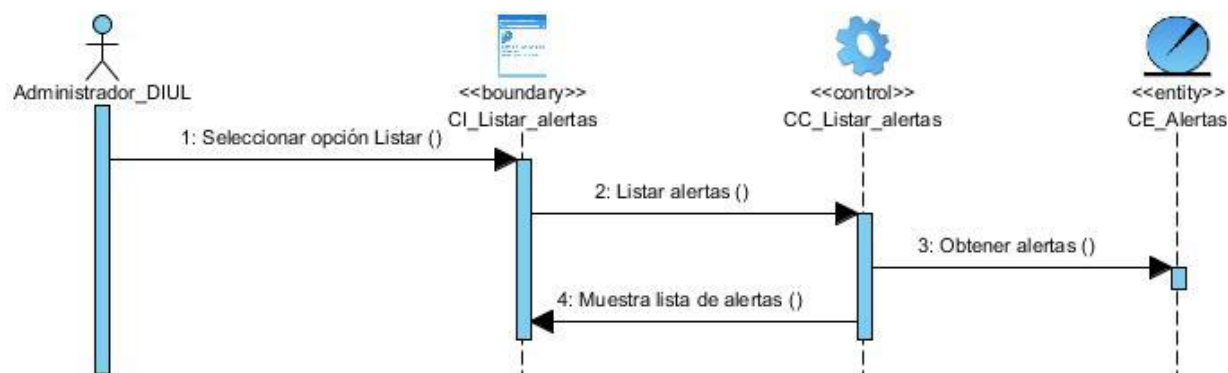 Administrador_DIUL
<<boundary>>
CI_Listar_alertas
<<control>>
CC_Listar_alertas
<<entity>>
CE_Alertas
1: Seleccionar opción Listar ()
2: Listar alertas ()
3: Obtener alertas ()
4: Muestra lista de alertas ()